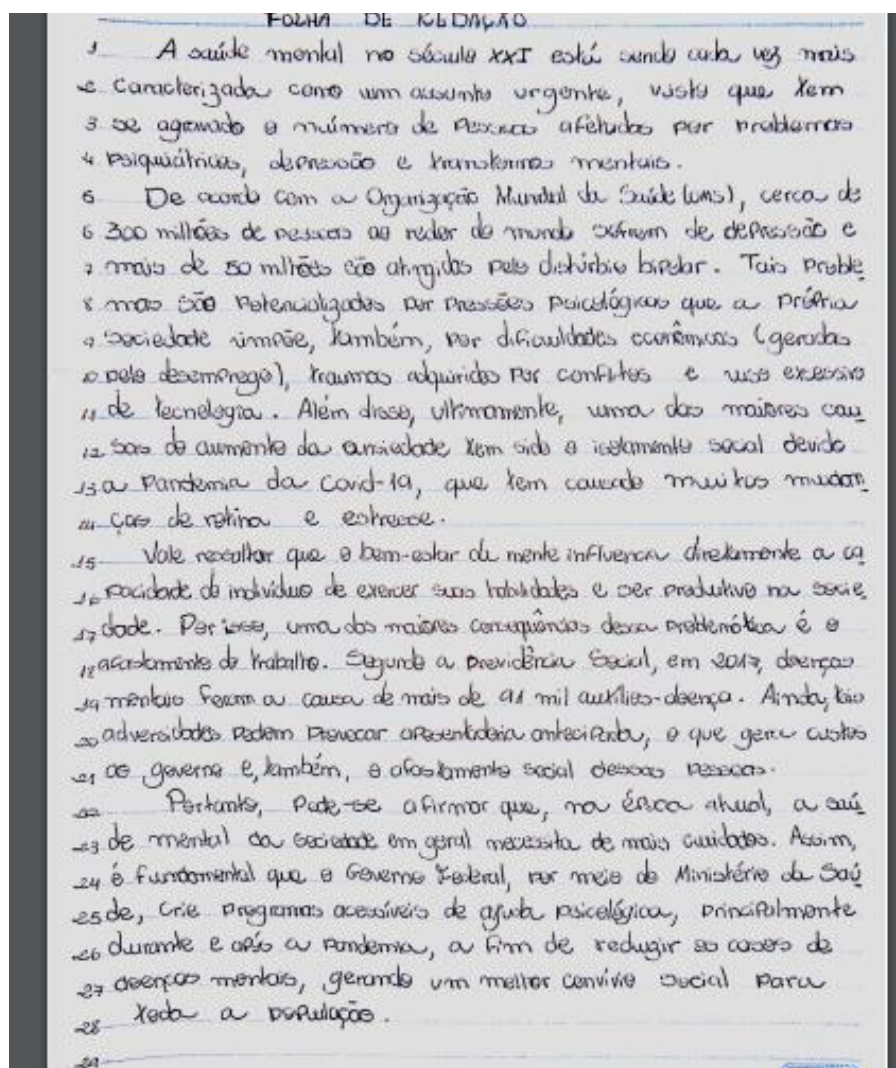 FOLHA DE REDAÇÃO
1 A saúde mental no século XXI está sendo cada vez mais
2 caracterizada como um assunto urgente, visto que tem
3 se agravado o número de pessoas afetadas por problemas
4 psiquiátricos, depressão e transtornos mentais.
5 De acordo com a Organização Mundial da Saúde (OMS), cerca de
6 300 milhões de pessoas ao redor do mundo sofrem de depressão e
7 mais de 50 milhões são atingidos pelo distúrbio bipolar. Tais proble
8 mas são potencializados por pressões psicológicas que a própria
9 sociedade impõe, também, por dificuldades econômicas (geradas
10 pelo desemprego), traumas adquiridos por conflitos e uso excessivo
11 de tecnologia. Além disso, ultimamente, uma das maiores cau
12 sas do aumento da ansiedade tem sido o isolamento social devido
13 a Pandemia da Covid-19, que tem causado muitas mudan
14 ças de rotina e estresse.
15 Vale ressaltar que o bem-estar da mente influencia diretamente a ca
16 pacidade do indivíduo de exercer suas habilidades e ser produtivo na socie
17 dade. Por isso, uma das maiores consequências dessa problemática é o
18 afastamento do trabalho. Segundo a Previdência Social, em 2017, doenças
19 mentais foram a causa de mais de 91 mil auxílios-doença. Ainda, tais
20 adversidades podem provocar aposentadoria antecipada, o que gera custos
21 ao governo e, também, o afastamento social dessas pessoas.
22 Portanto, pode-se afirmar que, na época atual, a saú
23 de mental da sociedade em geral necessita de mais cuidados. Assim,
24 é fundamental que o Governo Federal, por meio do Ministério da Saú
25 de, crie programas acessíveis de ajuda psicológica, principalmente
26 durante e após a pandemia, a fim de reduzir os casos de
27 doenças mentais, gerando um melhor convívio social para
28 toda a população.
29